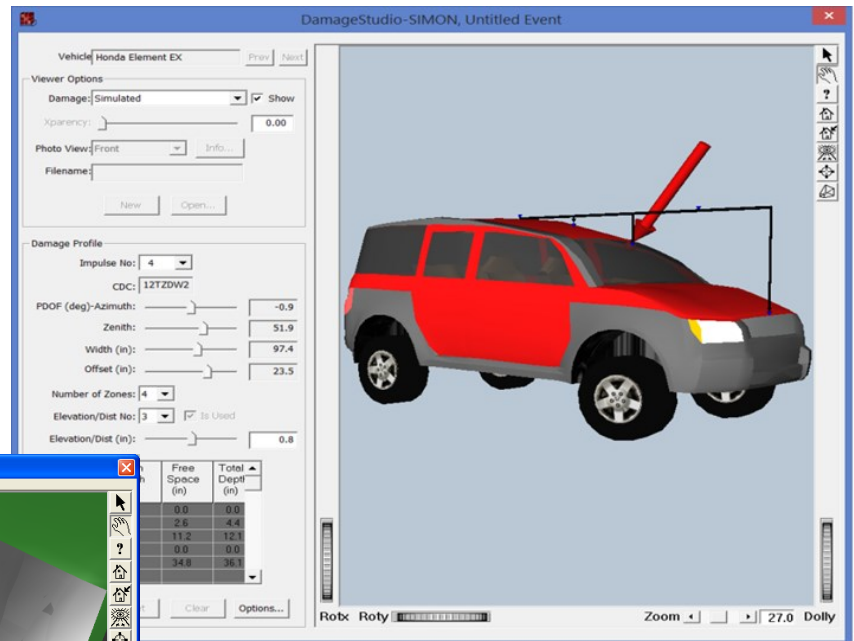 DamageStudio-SIMON, Untitled Event
Vehicle Honda Element EX Prev Next
Viewer Options
Damage: Simulated Show
Xparency: 0.00
Photo View: Front Info...
Filename:
New Open...
Damage Profile
Impulse No: 4
CDC: 12TZDW2
PDOF (deg)-Azimuth: -0.9
Zenith: 51.9
Width (in): 97.4
Offset (in): 23.5
Number of Zones: 4
Elevation/Dist No: 3 Is Used
Elevation/Dist (in): 0.8
Free Total
Space
(in) (in)
0.0 0.0
2.6 4.4
11.2 12.1
0.0 0.0
34.8 36.1
Clear Options...
Rotx Roty Zoom 27.0 Dolly
?
?